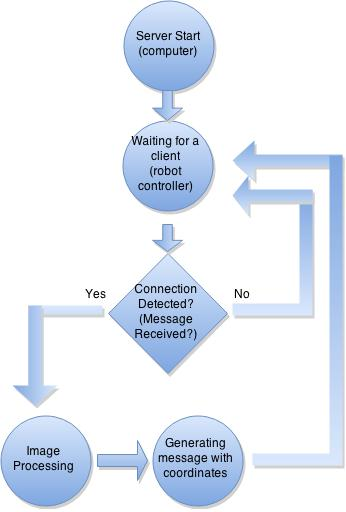 Server Start
(computer)
Waiting for a
client
(robot
controller)
Connection
Detected?
(Message
Received?)
Yes
No
Image
Processing
Generating
message with
coordinates